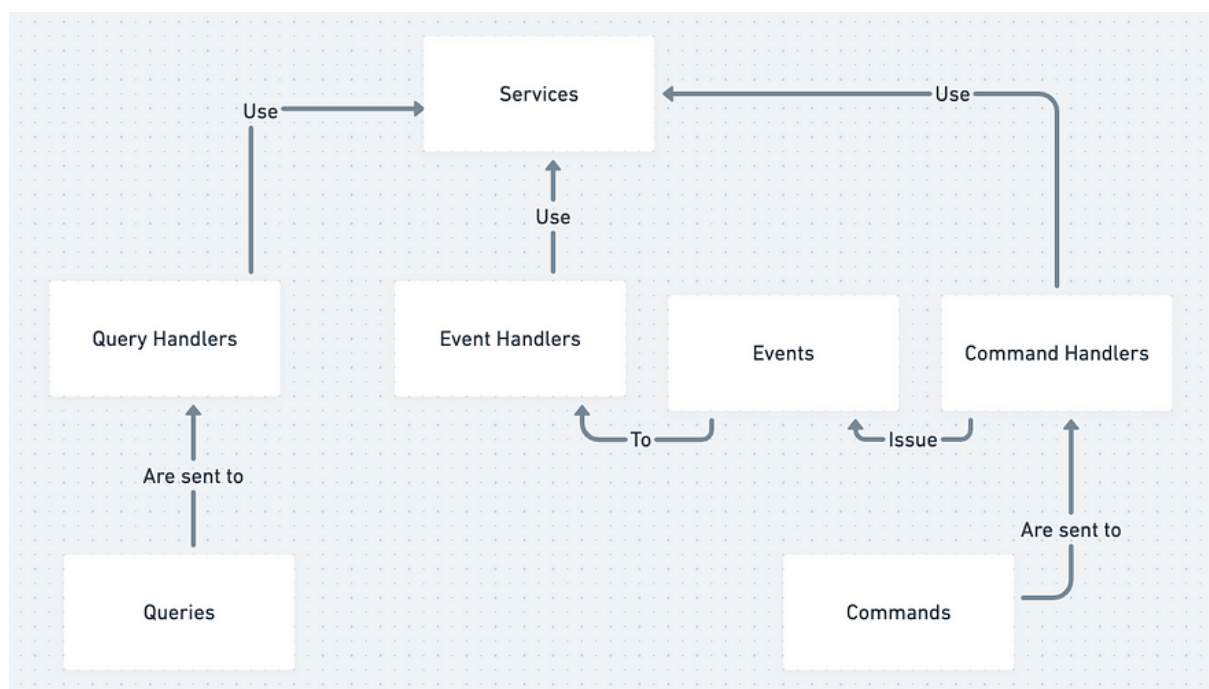 Services
Use
Use
Use
Query Handlers
Event Handlers
Events
Command Handlers
To
Issue
Are sent to
Are sent to
Queries
Commands